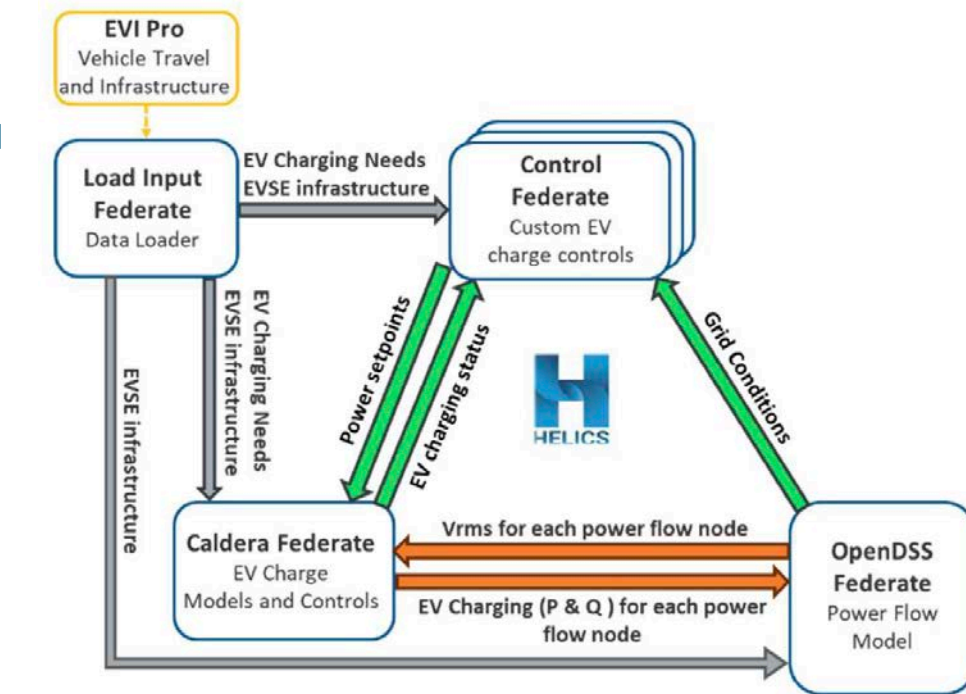 EVI Pro
Vehicle Travel
and Infrastructure
Load Input
Federate
Data Loader
EV Charging Needs
EVSE infrastructure
Control
Federate
Custom EV
charge controls
EV Charging Needs
EVSE infrastructure
EVSE infrastructure
Power setpoints
EV charging status
HELICS
Grid Conditions
Caldera Federate
EV Charge
Models and Controls
Vrms for each power flow node
EV Charging (P & Q ) for each power
flow node
OpenDSS
Federate
Power Flow
Model